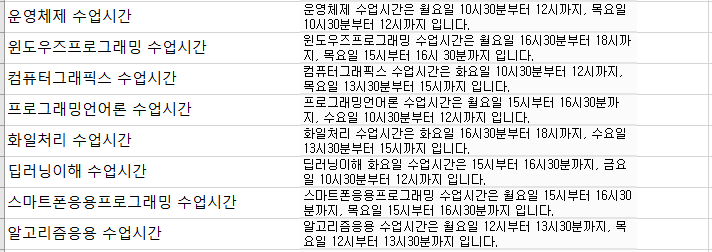 운영체제 수업시간
운영체제 수업시간은 월요일 10시30분부터 12시까지, 목요일
10시30분부터 12시까지 입니다.
윈도우즈프로그래밍 수업시간
윈도우즈프로그래밍 수업시간은 월요일 16시30분부터 18시까
지, 목요일 15시부터 16시 30분까지 입니다.
컴퓨터그래픽스 수업시간
컴퓨터그래픽스 수업시간은 화요일 10시30분부터 12시까지,
목요일 13시30분부터 15시까지 입니다.
프로그래밍언어론 수업시간
프로그래밍언어론 수업시간은 월요일 15시부터 16시30분까
지, 수요일 10시30분부터 12시까지 입니다.
화일처리 수업시간
화일처리 수업시간은 화요일 16시30분부터 18시까지, 수요일
13시30분부터 15시까지 입니다.
딥러닝이해 수업시간
딥러닝이해 화요일 수업시간은 15시부터 16시30분까지, 금요
일 10시30분부터 12시까지 입니다.
스마트폰응용프로그래밍 수업시간
스마트폰응용프로그래밍 수업시간은 월요일 15시부터 16시30
분까지, 목요일 15시부터 16시30분까지 입니다.
알고리즘응용 수업시간
알고리즘응용 수업시간은 월요일 12시부터 13시30분까지, 목
요일 12시부터 13시30분까지 입니다.